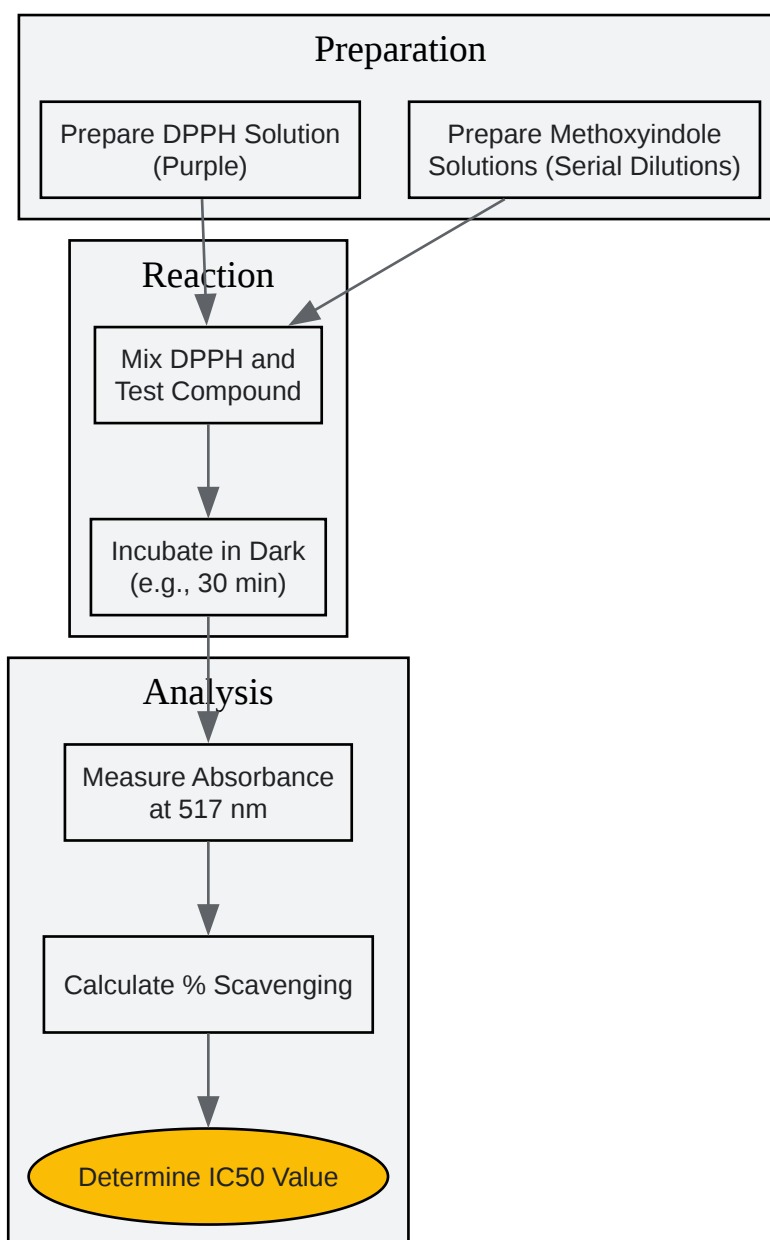 Preparation
Prepare DPPH Solution
(Purple)
Prepare Methoxyindole
Solutions (Serial Dilutions)
Reaction
Mix DPPH and
Test Compound
Incubate in Dark
(e.g., 30 min)
Analysis
Measure Absorbance
at 517 nm
Calculate % Scavenging
Determine IC50 Value